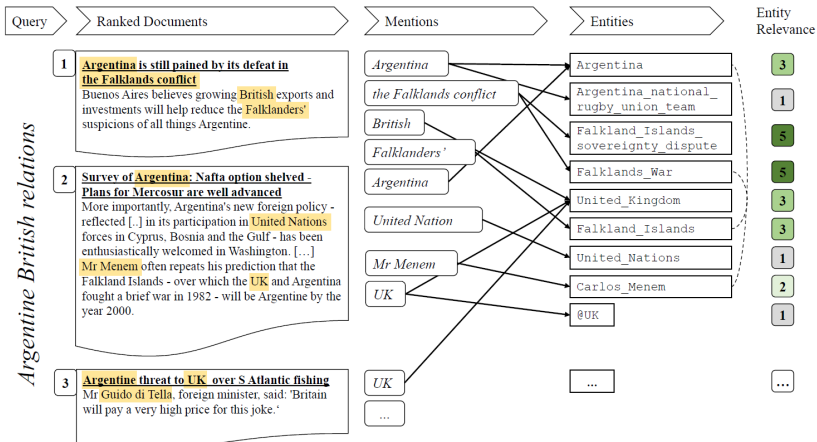 Query
Ranked Documents
Mentions
Entities
Entity
Relevance
Argentine British relations
1
Argentina is still pained by its defeat in
the Falklands conflict
Buenos Aires believes growing British exports and
investments will help reduce the Falklanders'
suspicions of all things Argentine.
2
Survey of Argentina: Nafta option shelved -
Plans for Mercosur are well advanced
More importantly, Argentina's new foreign policy -
reflected [..] in its participation in United Nations
forces in Cyprus, Bosnia and the Gulf - has been
enthusiastically welcomed in Washington. […]
Mr Menem often repeats his prediction that the
Falkland Islands - over which the UK and Argentina
fought a brief war in 1982 - will be Argentine by the
year 2000.
3
Argentine threat to UK over S Atlantic fishing
Mr Guido di Tella, foreign minister, said: 'Britain
will pay a very high price for this joke.'
Argentina
the Falklands conflict
British
Falklanders'
Argentina
United Nation
Mr Menem
UK
UK
...
Argentina
Argentina_national_
rugby_union_team
Falkland_Islands_
sovereignty_dispute
Falklands_War
United_Kingdom
Falkland_Islands
United_Nations
Carlos_Menem
@UK
...
3
1
5
5
3
3
1
2
1
...